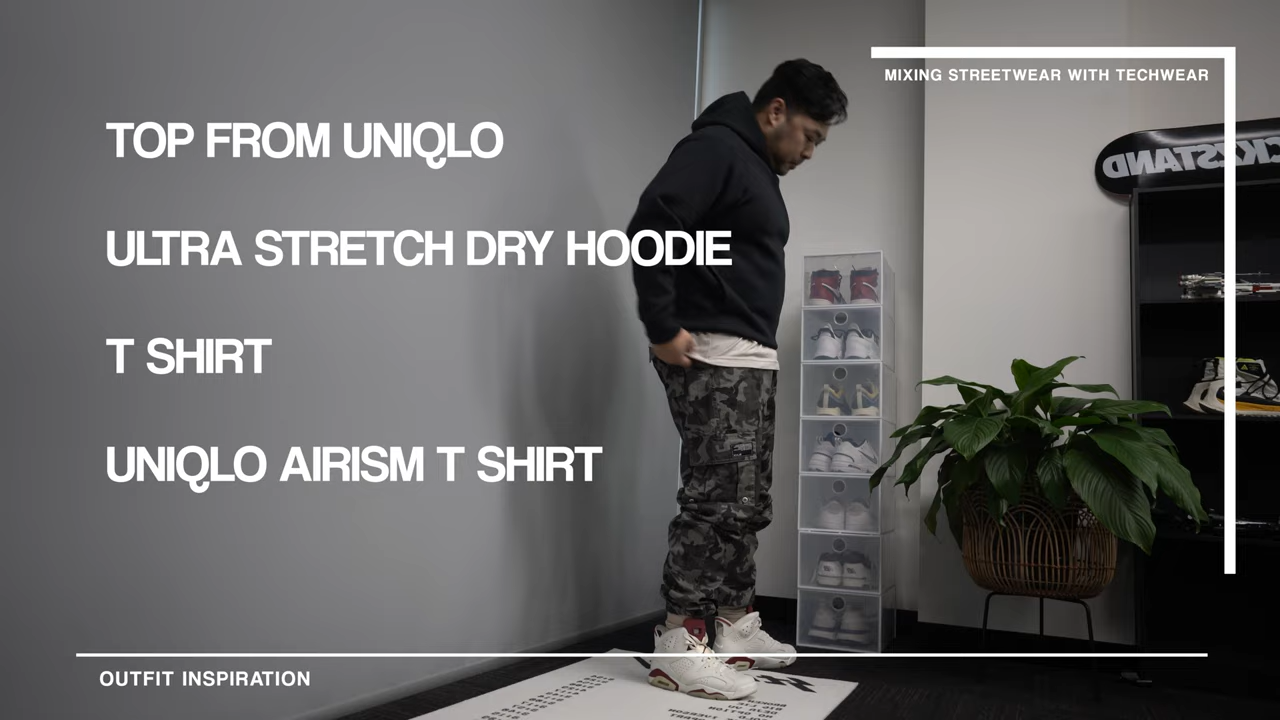 MIXING STREETWEAR WITH TECHWEAR
TOP FROM UNIQLO
ULTRA STRETCH DRY HOODIE
T SHIRT
UNIQLO AIRISM T SHIRT
OUTFIT INSPIRATION